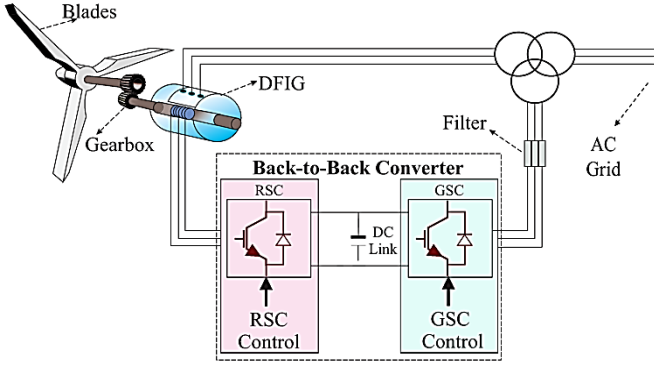 Blades
DFIG
Gearbox
Filter
AC
Grid
Back-to-Back Converter
RSC
GSC
DC
Link
RSC
Control
GSC
Control